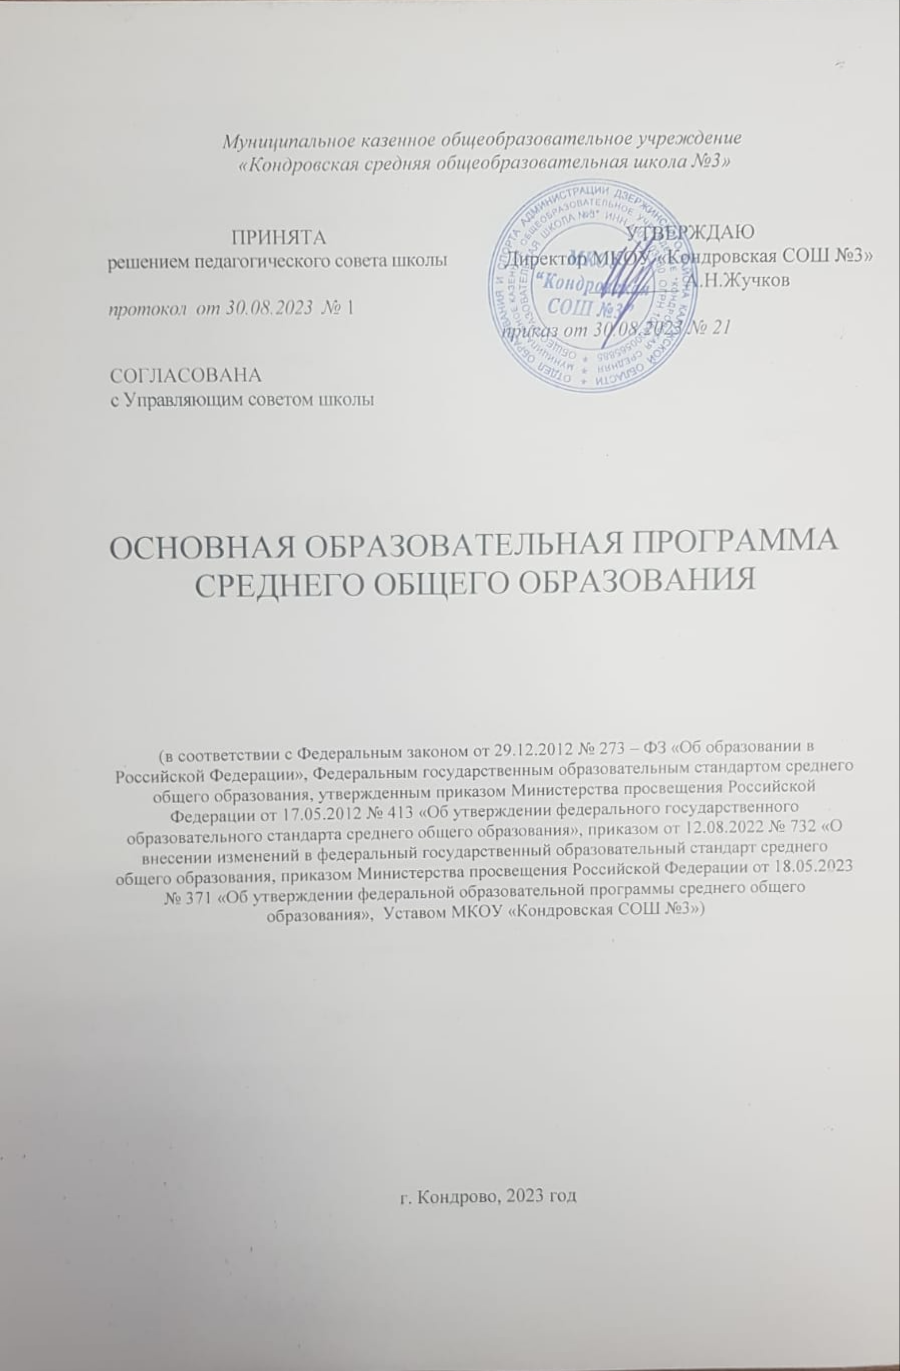 Муниципальное казенное общеобразовательное учреждение
«Кондровская средняя общеобразовательная школа №3»
ПРИНЯТА
решением педагогического совета школы
протокол от 30.08.2023 № 1
УТВЕРЖДАЮ
Директор МКОУ «Кондровская СОШ №3»
А.Н.Жучков
приказ от 30.08.2023 № 21
"Кондровская
СОШ №3"
СОГЛАСОВАНА
с Управляющим советом школы
ОСНОВНАЯ ОБРАЗОВАТЕЛЬНАЯ ПРОГРАММА
СРЕДНЕГО ОБЩЕГО ОБРАЗОВАНИЯ
(в соответствии с Федеральным законом от 29.12.2012 № 273 – ФЗ «Об образовании в
Российской Федерации», Федеральным государственным образовательным стандартом среднего
общего образования, утвержденным приказом Министерства просвещения Российской
Федерации от 17.05.2012 № 413 «Об утверждении федерального государственного
образовательного стандарта среднего общего образования», приказом от 12.08.2022 № 732 «О
внесении изменений в федеральный государственный образовательный стандарт среднего
общего образования, приказом Министерства просвещения Российской Федерации от 18.05.2023
№ 371 «Об утверждении федеральной образовательной программы среднего общего
образования», Уставом МКОУ «Кондровская СОШ №3»)
г. Кондрово, 2023 год